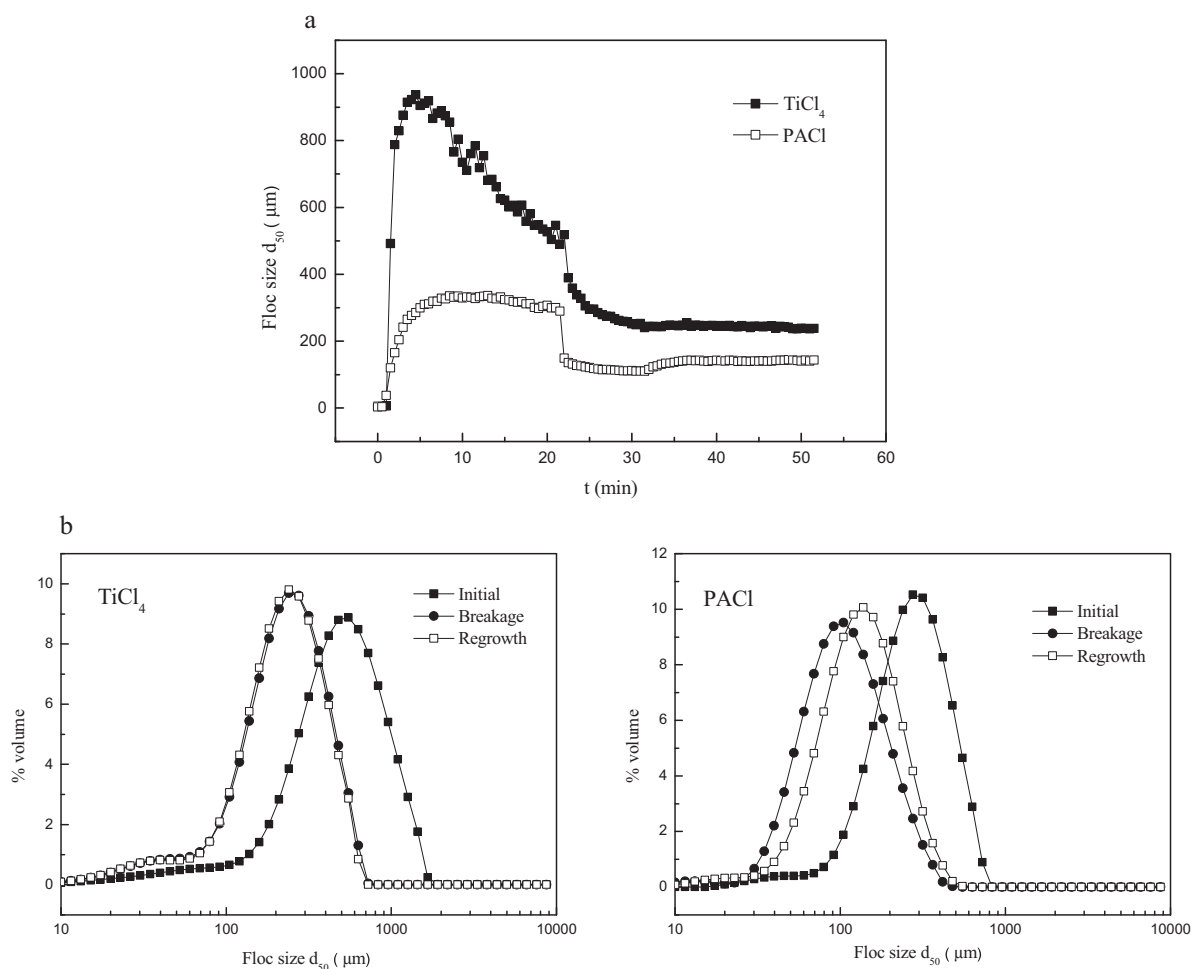 a
1000
800
600
400
200
0
Floc size d50 ( μm)
TiCl4
PACl
0 10 20 30 40 50 60
t (min)
b
10
8
6
4
2
0
% volume
TiCl4
Initial
Breakage
Regrowth
10 100 1000 10000
Floc size d50 ( μm)
12
10
8
6
4
2
0
% volume
PACl
Initial
Breakage
Regrowth
10 100 1000 10000
Floc size d50 ( μm)